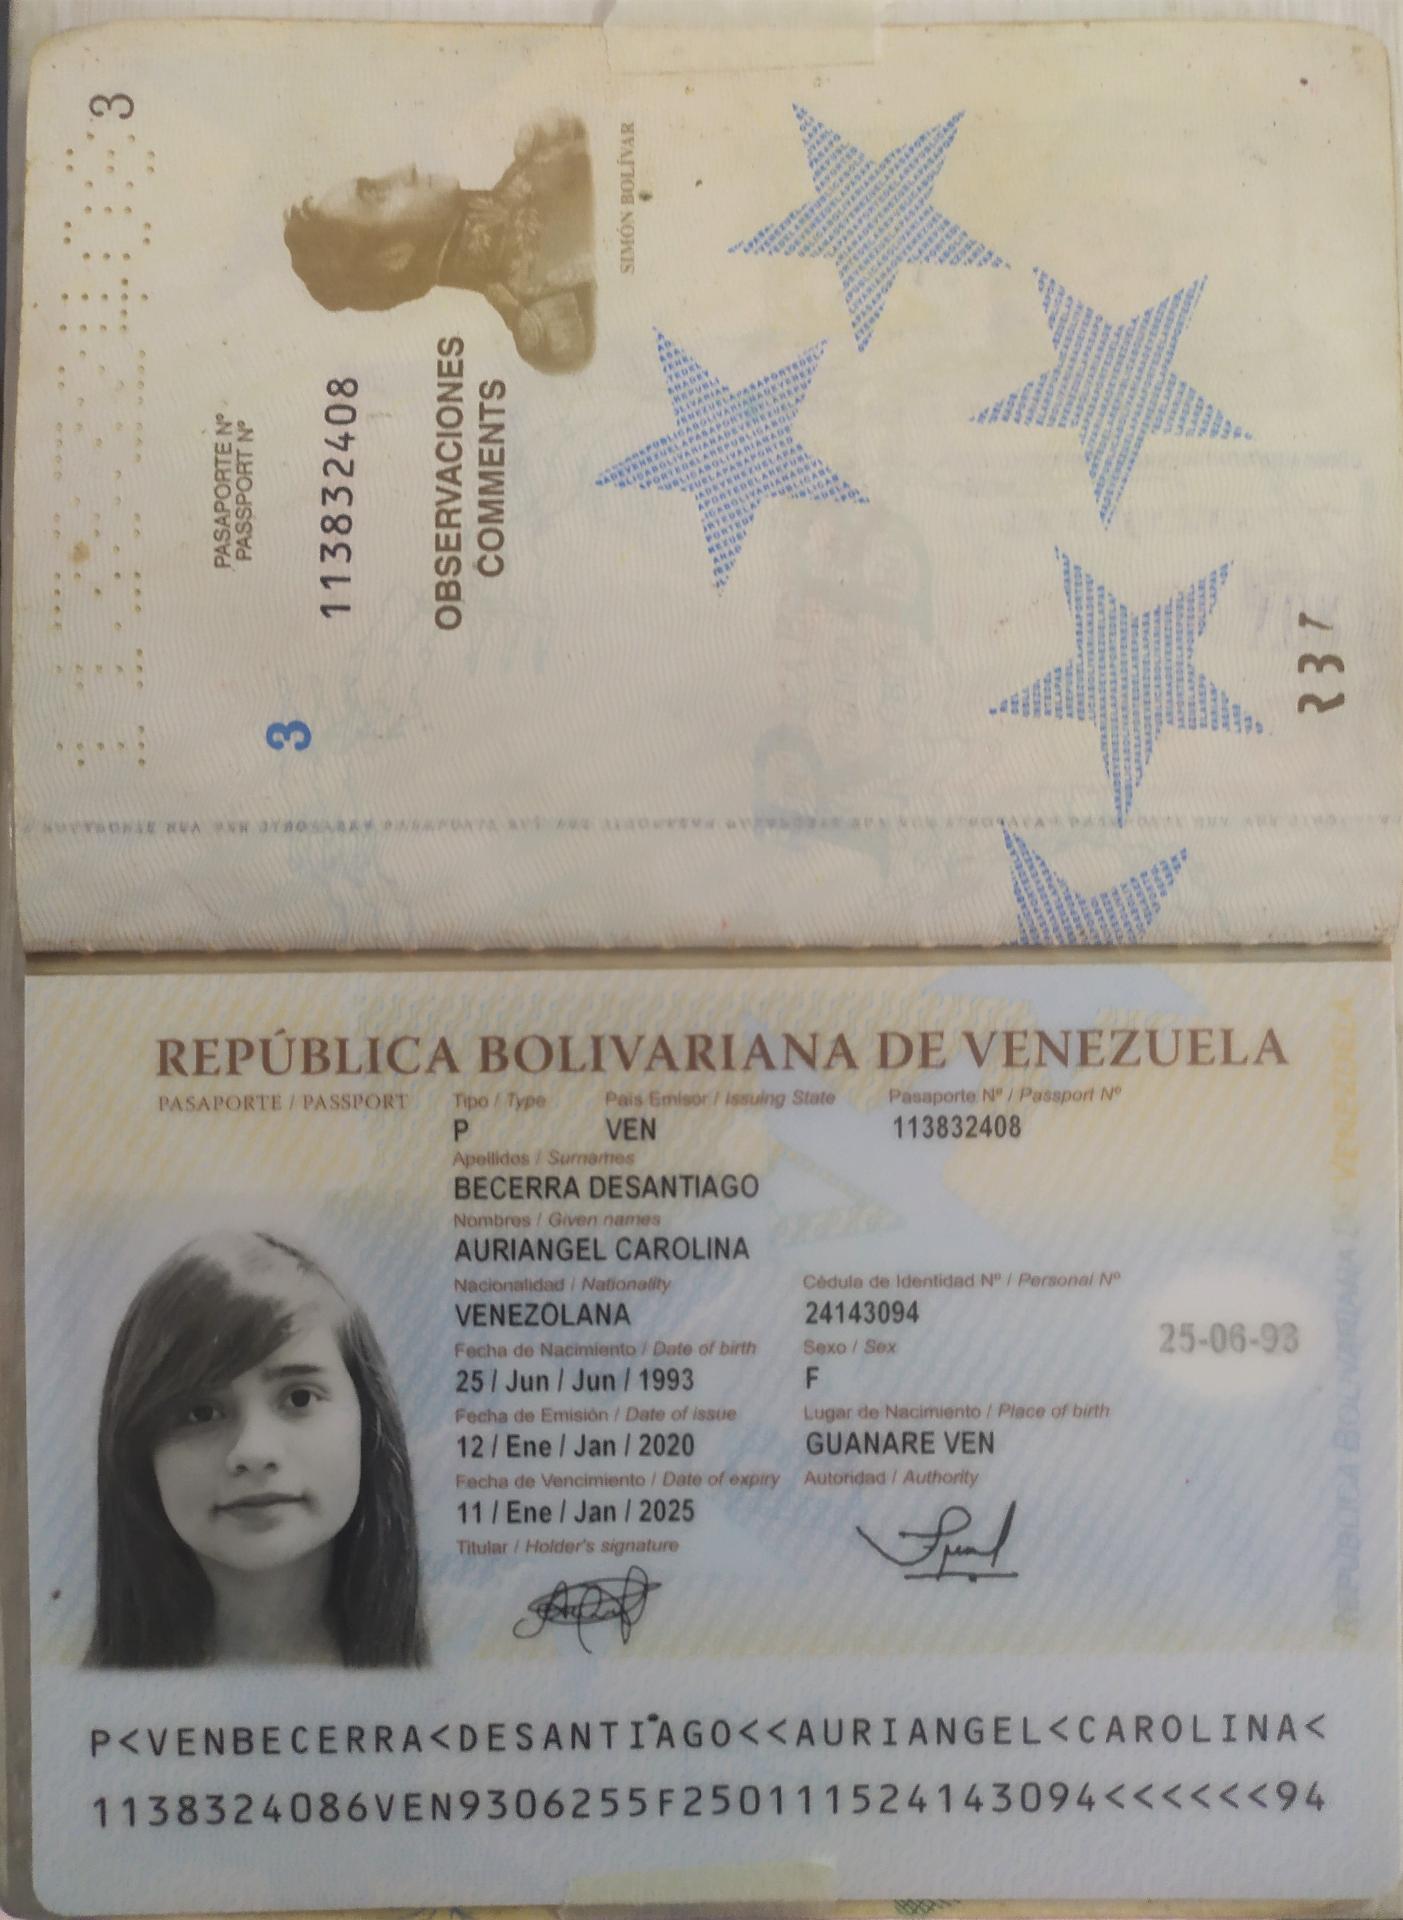 3
PASAPORTE Nº
PASSPORT Nº
113832408
SIMÓN BOLÍVAR
OBSERVACIONES
COMMENTS
3
REPÚBLICA BOLIVARIANA DE VENEZUELA
PASAPORTE / PASSPORT
Tipo / Type País Emisor / Issuing State Pasaporte Nº / Passport Nº
P VEN 113832408
Apellidos / Surnames
BECERRA DESANTIAGO
Nombres / Given names
AURIANGEL CAROLINA
Nacionalidad / Nationality Cédula de Identidad Nº / Personal Nº
VENEZOLANA 24143094
25-06-93
Fecha de Nacimiento / Date of birth Sexo / Sex
25 / Jun / Jun / 1993 F
Fecha de Emisión / Date of issue Lugar de Nacimiento / Place of birth
12 / Ene / Jan / 2020 GUANARE VEN
Fecha de Vencimiento / Date of expiry Autoridad / Authority
11 / Ene / Jan / 2025
Titular / Holder's signature
REPÚBLICA BOLIVARIANA DE VENEZUELA
P<VENBECERRA<DESANTIAGO<<AURIANGEL<CAROLINA<
1138324086VEN9306255F250111524143094<<<<<<94